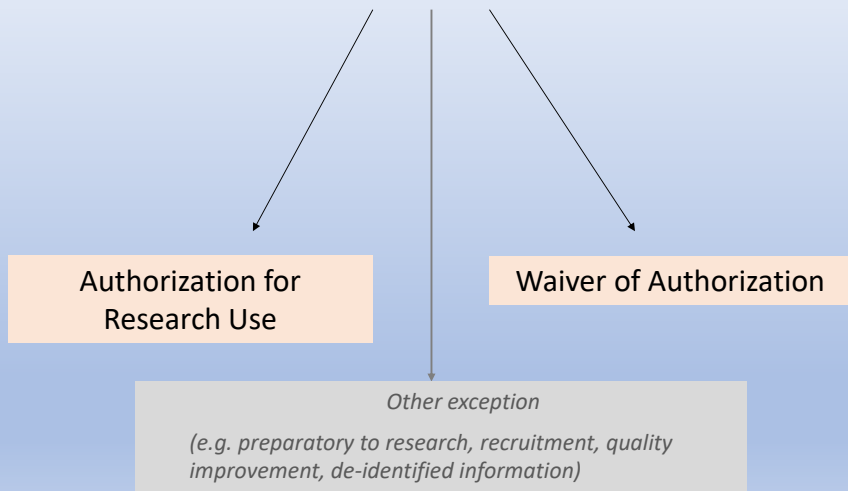 Authorization for
Research Use
Waiver of Authorization
Other exception
(e.g. preparatory to research, recruitment, quality
improvement, de-identified information)